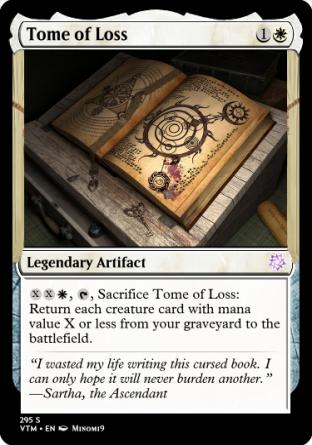 Tome of Loss 1
X X , , Sacrifice Tome of Loss:
Return each creature card with mana
value X or less from your graveyard to the
battlefield.
Legendary Artifact
“I wasted my life writing this cursed book. I
can only hope it will never burden another.”
—Sartha, the Ascendant
295 S
VTM • EN Minomi9